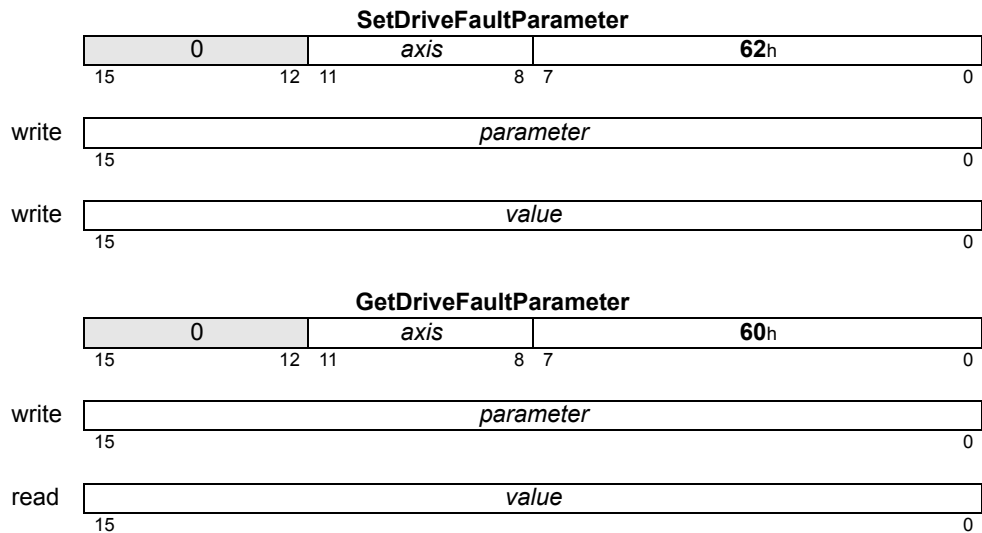 SetDriveFaultParameter
0 axis 62h
15 12 11 8 7 0
write parameter
15 0
write value
15 0
GetDriveFaultParameter
0 axis 60h
15 12 11 8 7 0
write parameter
15 0
read value
15 0